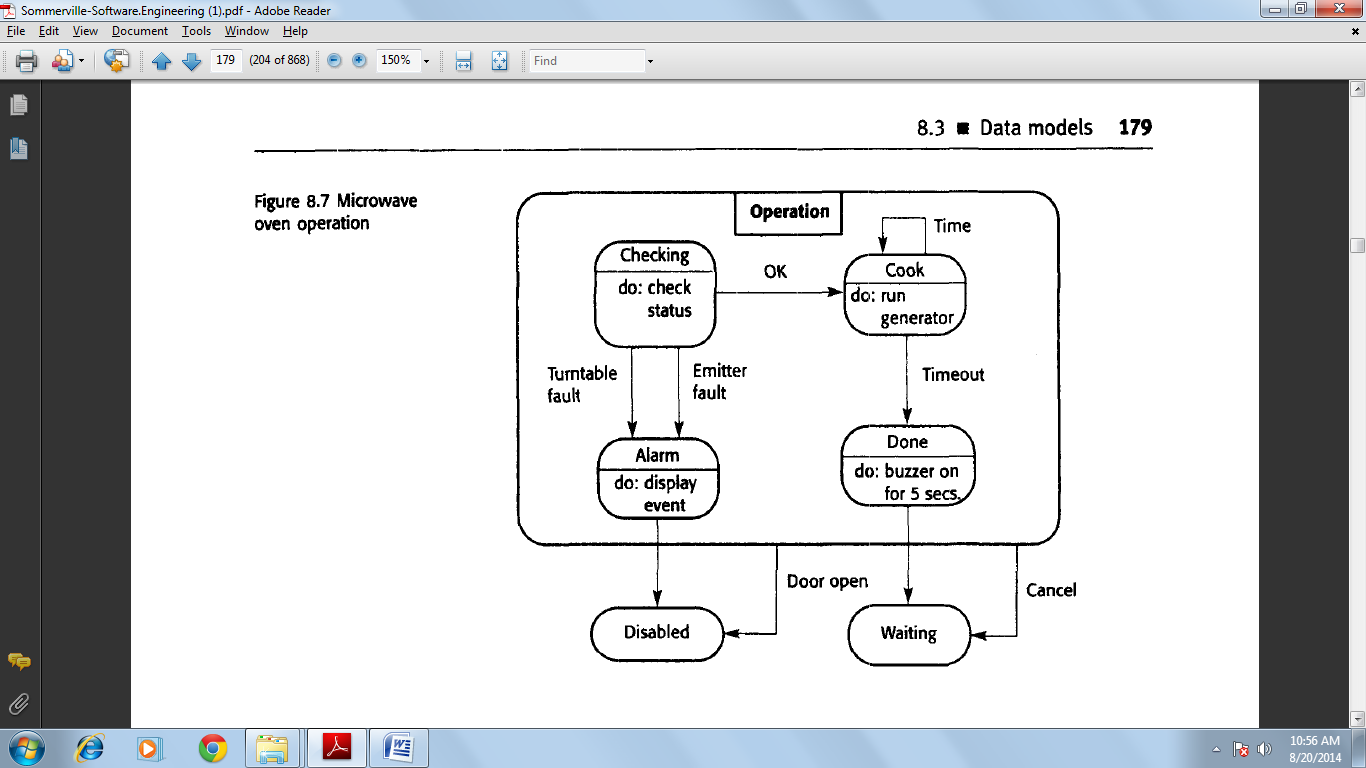 Sommerville-Software.Engineering (1).pdf - Adobe Reader
File Edit View Document Tools Window Help
179 (204 of 868) 150% Find
8.3 ■ Data models 179
Figure 8.7 Microwave
oven operation
Operation
Time
Checking
do: check
status
OK
Cook
do: run
generator
Turntable
fault
Emitter
fault
Timeout
Alarm
do: display
event
Done
do: buzzer on
for 5 secs.
Door open
Cancel
Disabled
Waiting
10:56 AM
8/20/2014